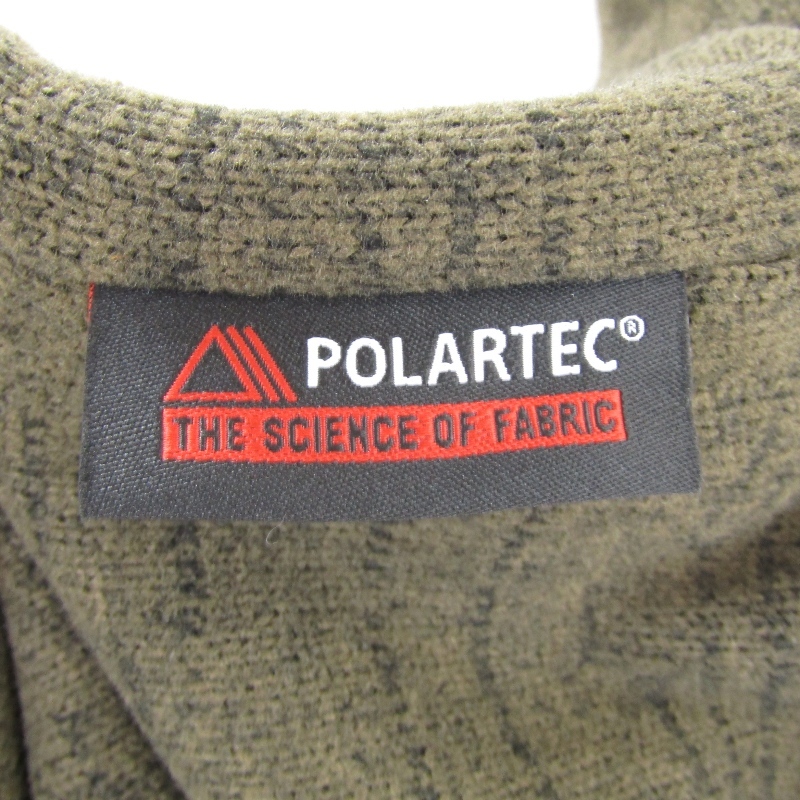 POLARTEC®
THE SCIENCE OF FABRIC